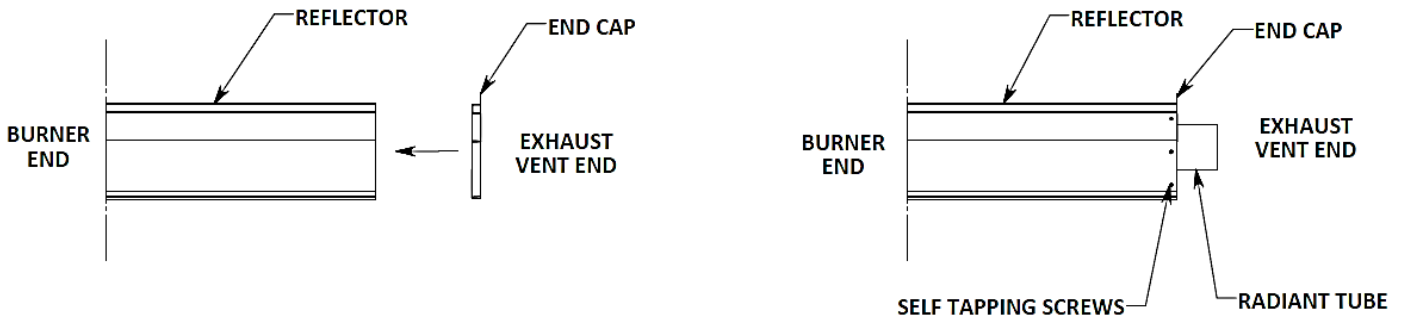 REFLECTOR
END CAP
BURNER
END
EXHAUST
VENT END
REFLECTOR
END CAP
BURNER
END
EXHAUST
VENT END
SELF TAPPING SCREWS
RADIANT TUBE